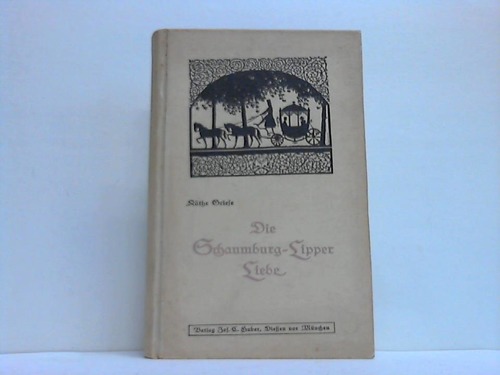 Käthe Griese
Die
Schaumburg-Lipper
Liebe
Verlag Jos. C. Huber, Diessen vor München